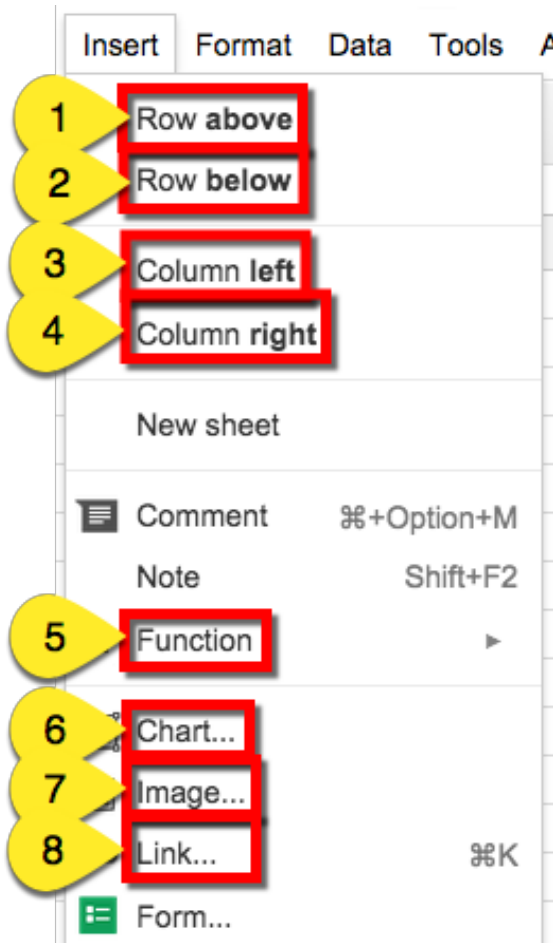 Insert Format Data Tools A
1 Row above
2 Row below
3 Column left
4 Column right
New sheet
Comment ⌘+Option+M
Note Shift+F2
5 Function ►
6 Chart...
7 Image...
8 Link... ⌘K
Form...